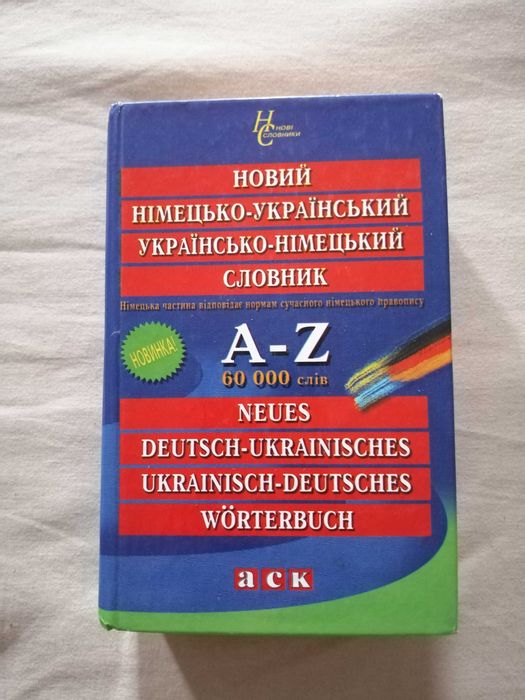 Нові
Словники
НОВИЙ
НІМЕЦЬКО-УКРАЇНСЬКИЙ
УКРАЇНСЬКО-НІМЕЦЬКИЙ
СЛОВНИК
Німецька частина відповідає нормам сучасного німецького правопису
НОВИНКА!
A-Z
60 000 слів
NEUES
DEUTSCH-UKRAINISCHES
UKRAINISCH-DEUTSCHES
WÖRTERBUCH
аск